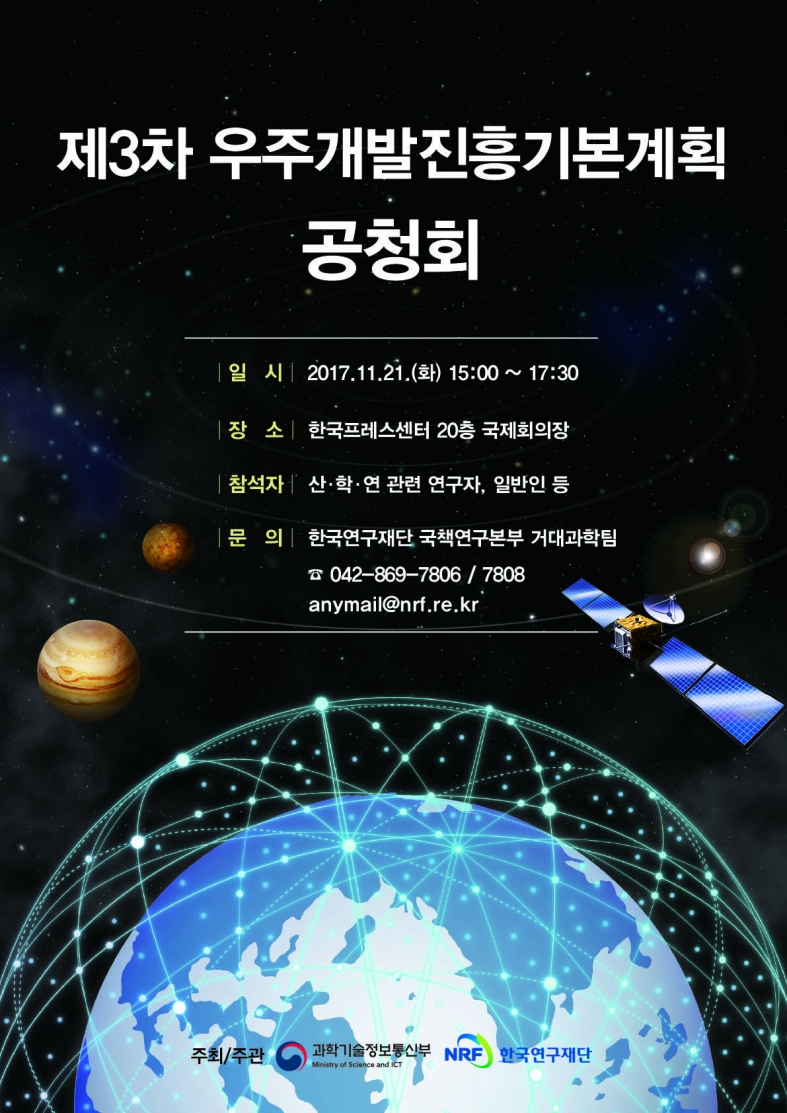 제3차 우주개발진흥기본계획
공청회
일 시 2017.11.21.(화) 15:00 ~ 17:30
장 소 한국프레스센터 20층 국제회의장
참석자 산·학·연 관련 연구자, 일반인 등
문 의 한국연구재단 국책연구본부 거대과학팀
☎ 042-869-7806 / 7808
anymail@nrf.re.kr
주최/주관 과학기술정보통신부 NRF 한국연구재단
Ministry of Science and ICT